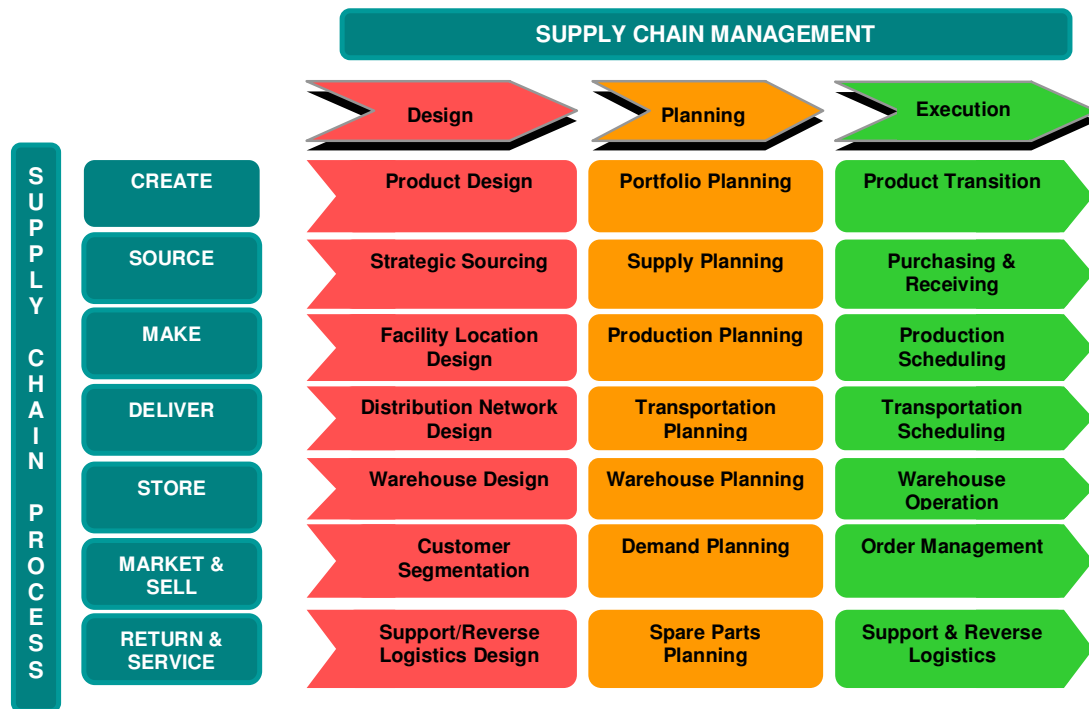 SUPPLY CHAIN MANAGEMENT
Design
Planning
Execution
SUPPLY CHAIN PROCESS
CREATE
Product Design
Portfolio Planning
Product Transition
SOURCE
Strategic Sourcing
Supply Planning
Purchasing &
Receiving
MAKE
Facility Location
Design
Production Planning
Production
Scheduling
DELIVER
Distribution Network
Design
Transportation
Planning
Transportation
Scheduling
STORE
Warehouse Design
Warehouse Planning
Warehouse
Operation
MARKET &
SELL
Customer
Segmentation
Demand Planning
Order Management
RETURN &
SERVICE
Support/Reverse
Logistics Design
Spare Parts
Planning
Support & Reverse
Logistics